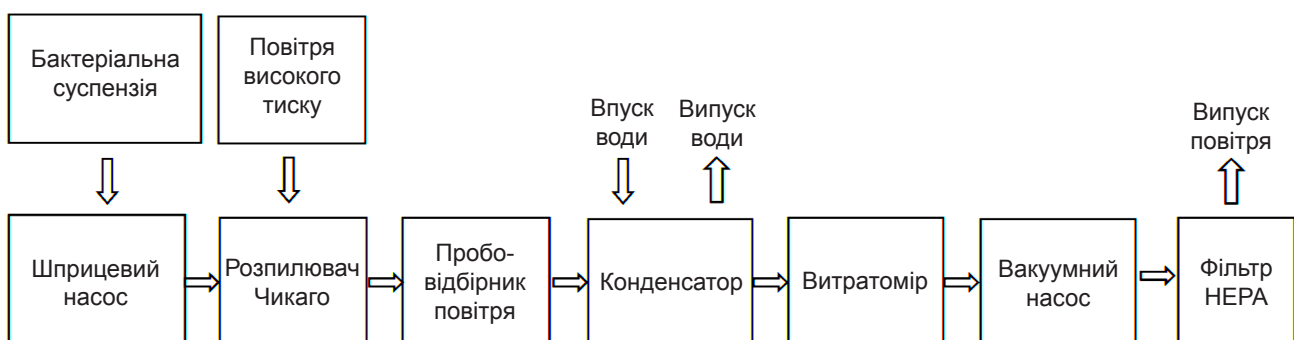 Бактеріальна
суспензія
Повітря
високого
тиску
Впуск
води
Випуск
води
Випуск
повітря
Шприцевий
насос
Розпилювач
Чикаго
Пробо-
відбірник
повітря
Конденсатор
Витратомір
Вакуумний
насос
Фільтр
НЕРА